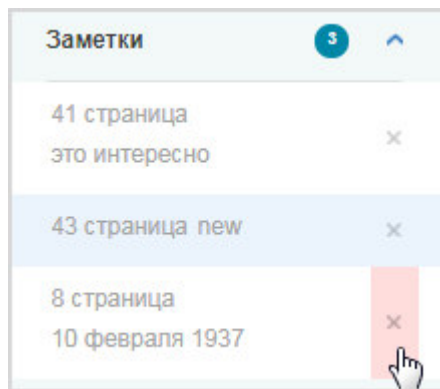 Заметки 3
41 страница
это интересно
43 страница new
8 страница
10 февраля 1937